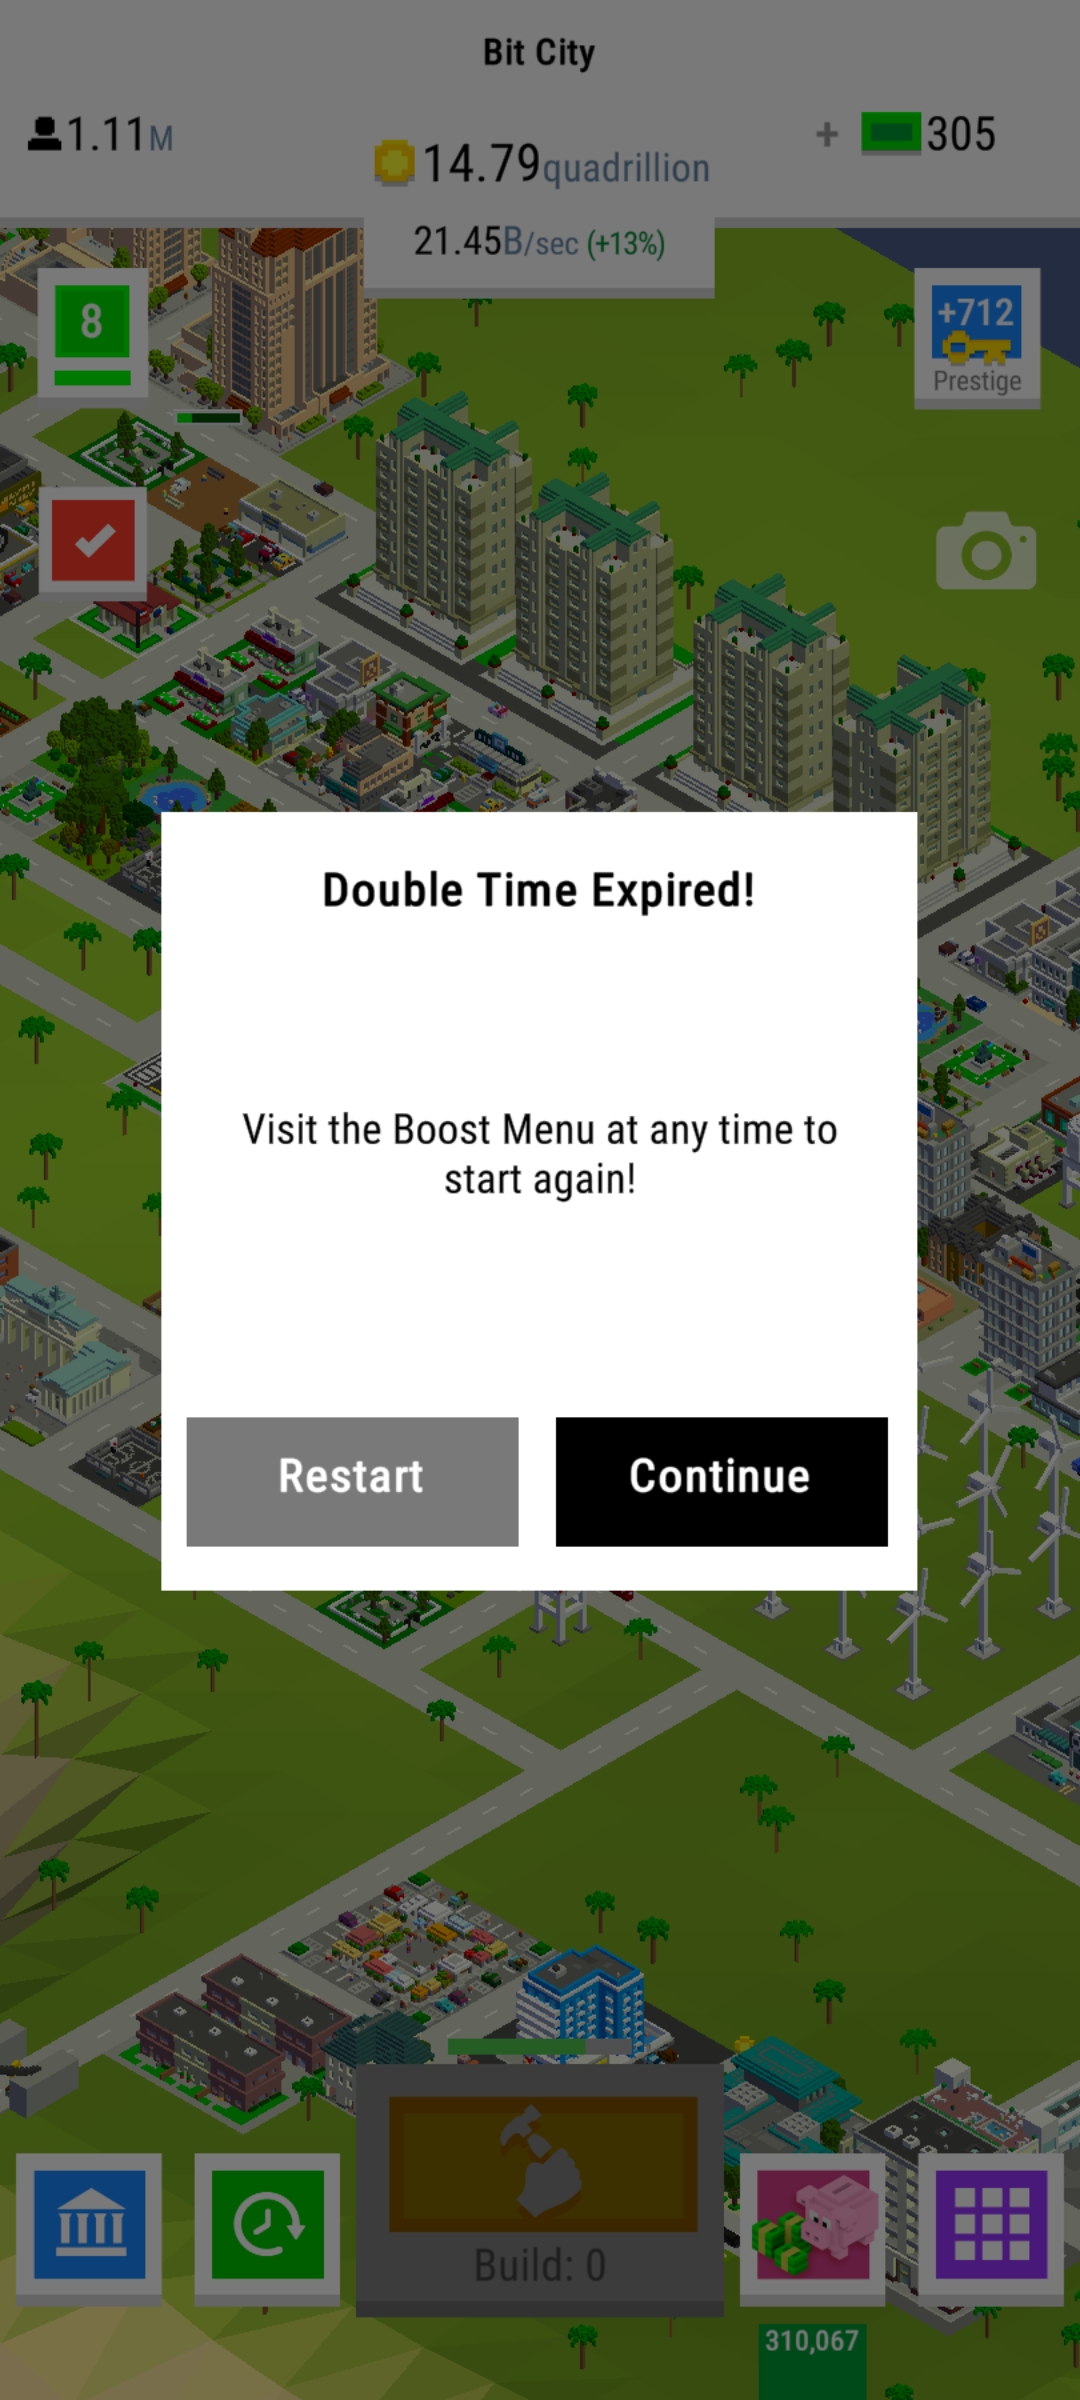 Bit City
1.11M
14.79quadrillion
+ 305
21.45B/sec (+13%)
8
+712
Prestige
Double Time Expired!
Visit the Boost Menu at any time to
start again!
Restart
Continue
Build: 0
310,067